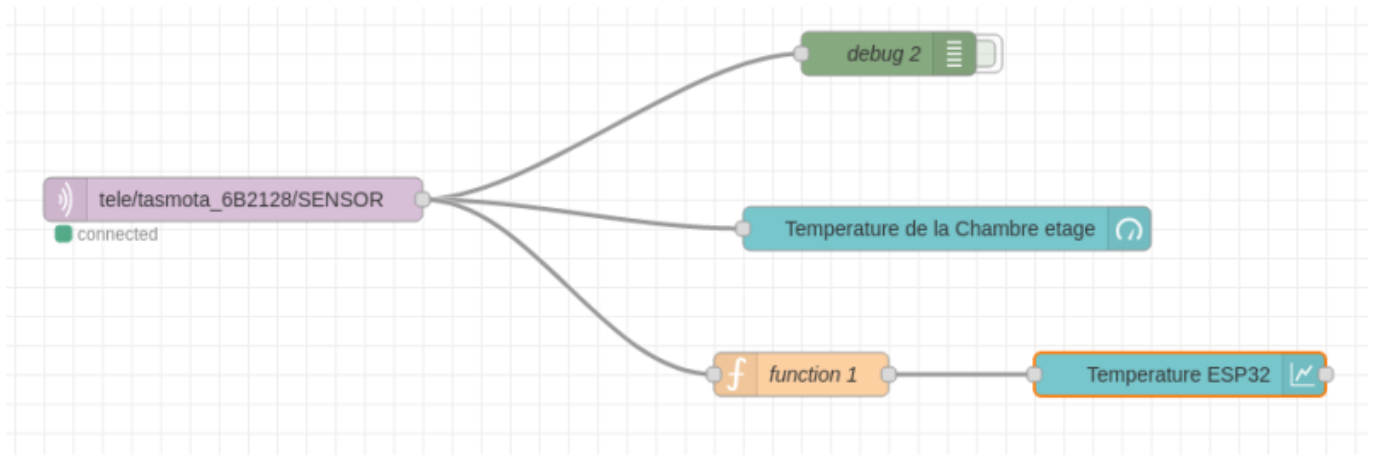 debug 2
tele/tasmota_6B2128/SENSOR
connected
Temperature de la Chambre etage
function 1
Temperature ESP32